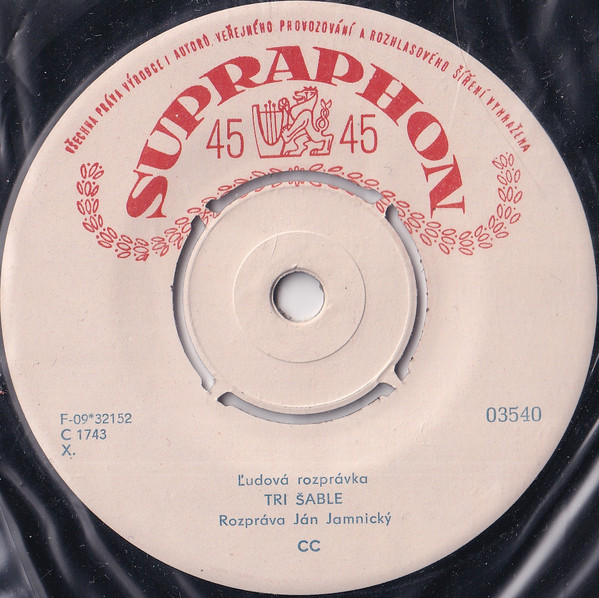 VŠECHNA PRÁVA VÝROBCE I AUTORŮ, VEŘEJNÉHO PROVOZOVÁNÍ A ROZHLASOVÉHO ŠÍŘENÍ VYHRAŽENA
SUPRAPHON
45 45
F-09*32152
C 1743
X.
03540
Ľudová rozprávka
TRI ŠABLE
Rozpráva Ján Jamnický
CC